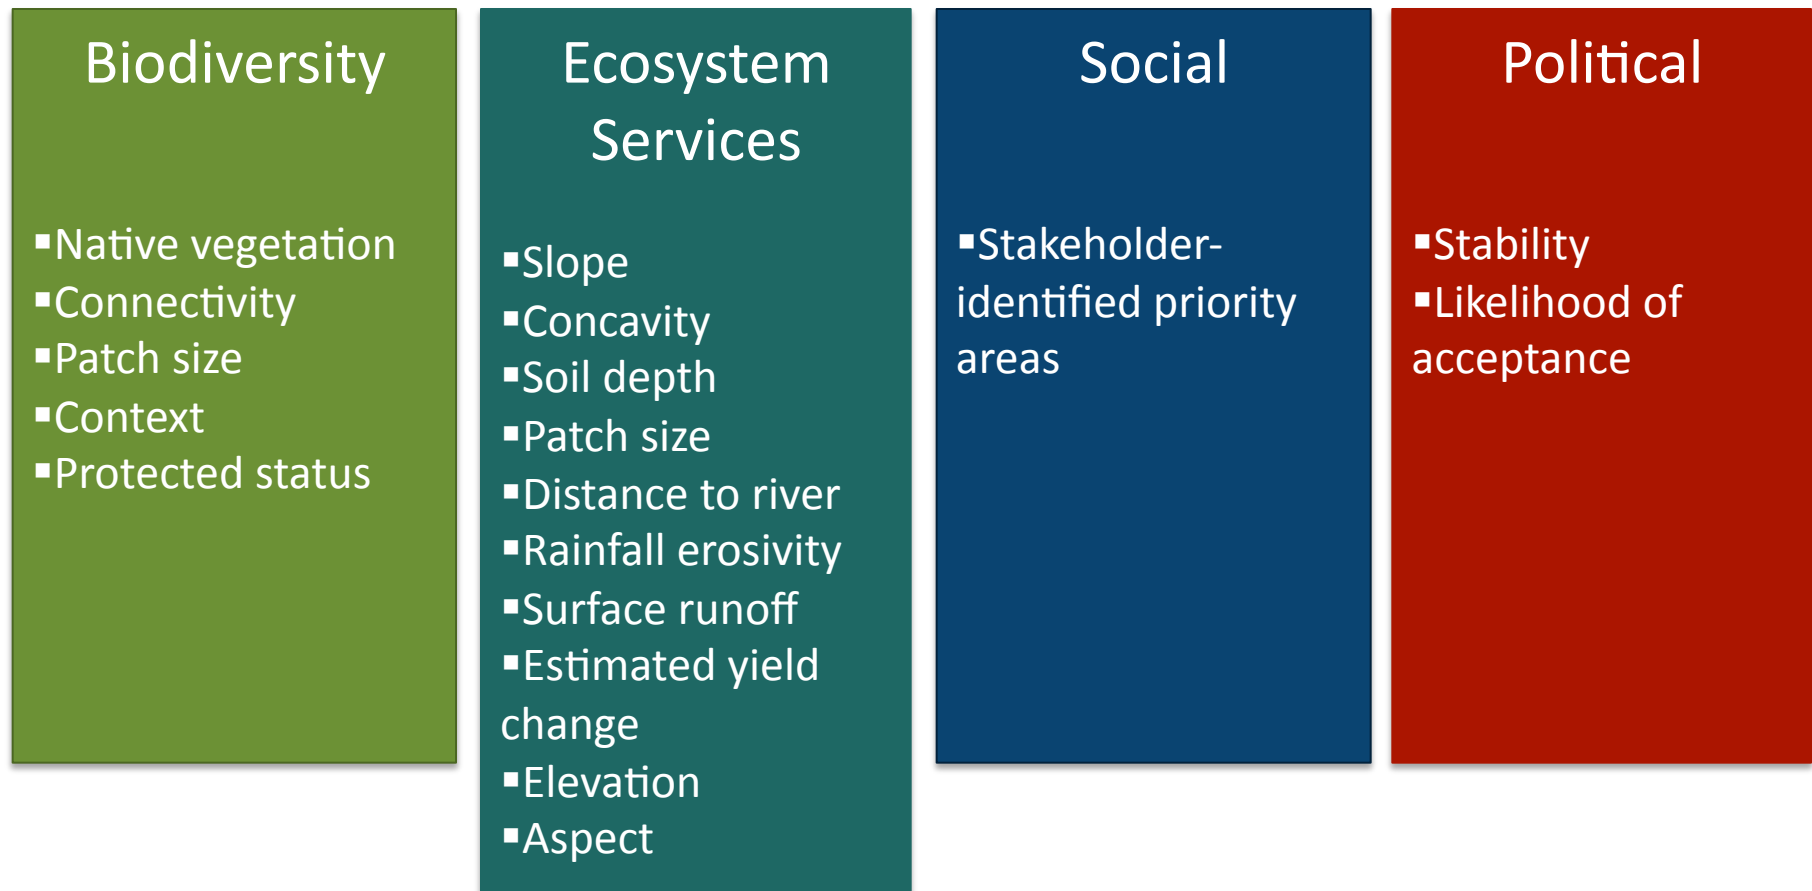 Biodiversity
▪Native vegetation
▪Connectivity
▪Patch size
▪Context
▪Protected status
Ecosystem
Services
▪Slope
▪Concavity
▪Soil depth
▪Patch size
▪Distance to river
▪Rainfall erosivity
▪Surface runoff
▪Estimated yield
change
▪Elevation
▪Aspect
Social
▪Stakeholder-
identified priority
areas
Political
▪Stability
▪Likelihood of
acceptance